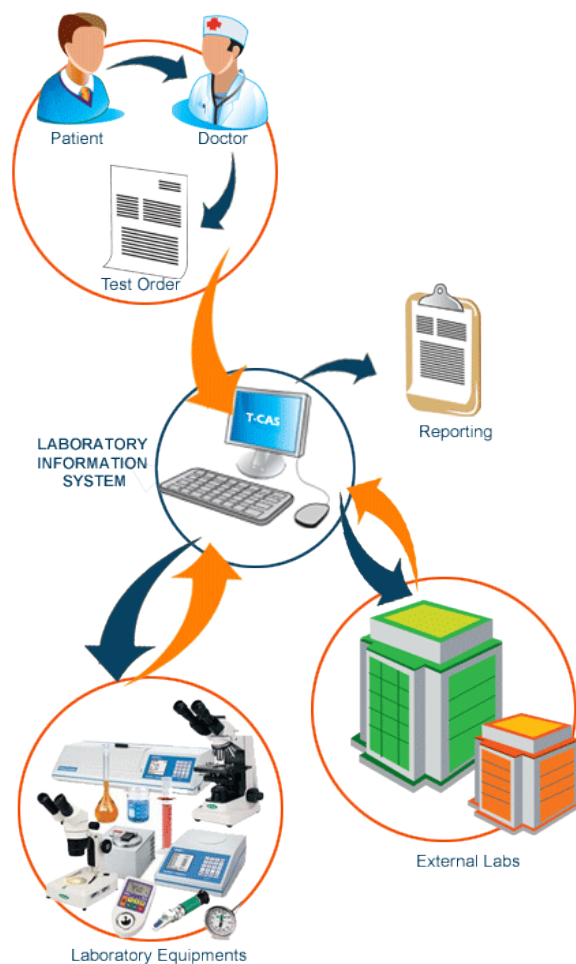 Patient
Doctor
Test Order
T-CAS
Reporting
LABORATORY
INFORMATION
SYSTEM
External Labs
Laboratory Equipments